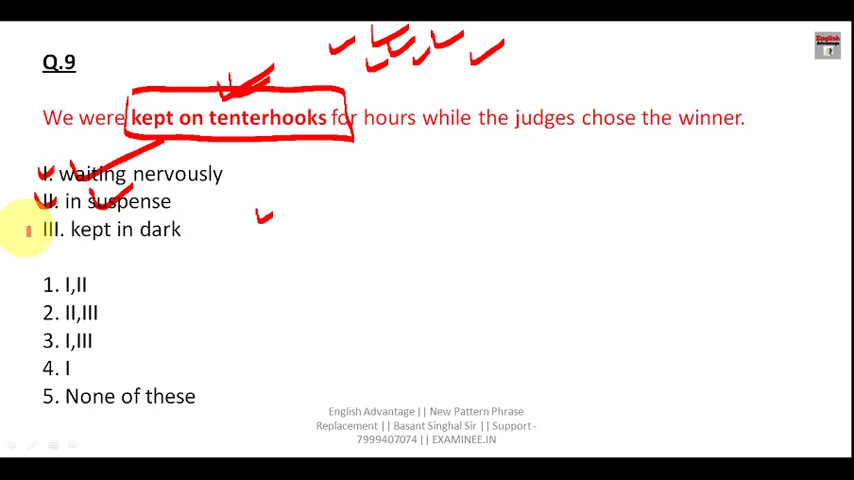 English
Advantage
Q.9
We were kept on tenterhooks for hours while the judges chose the winner.
I. waiting nervously
II. in suspense
III. kept in dark
1. I,II
2. II,III
3. I,III
4. I
5. None of these
English Advantage || New Pattern Phrase
Replacement || Basant Singhal Sir || Support -
7999407074 || EXAMINEE.IN